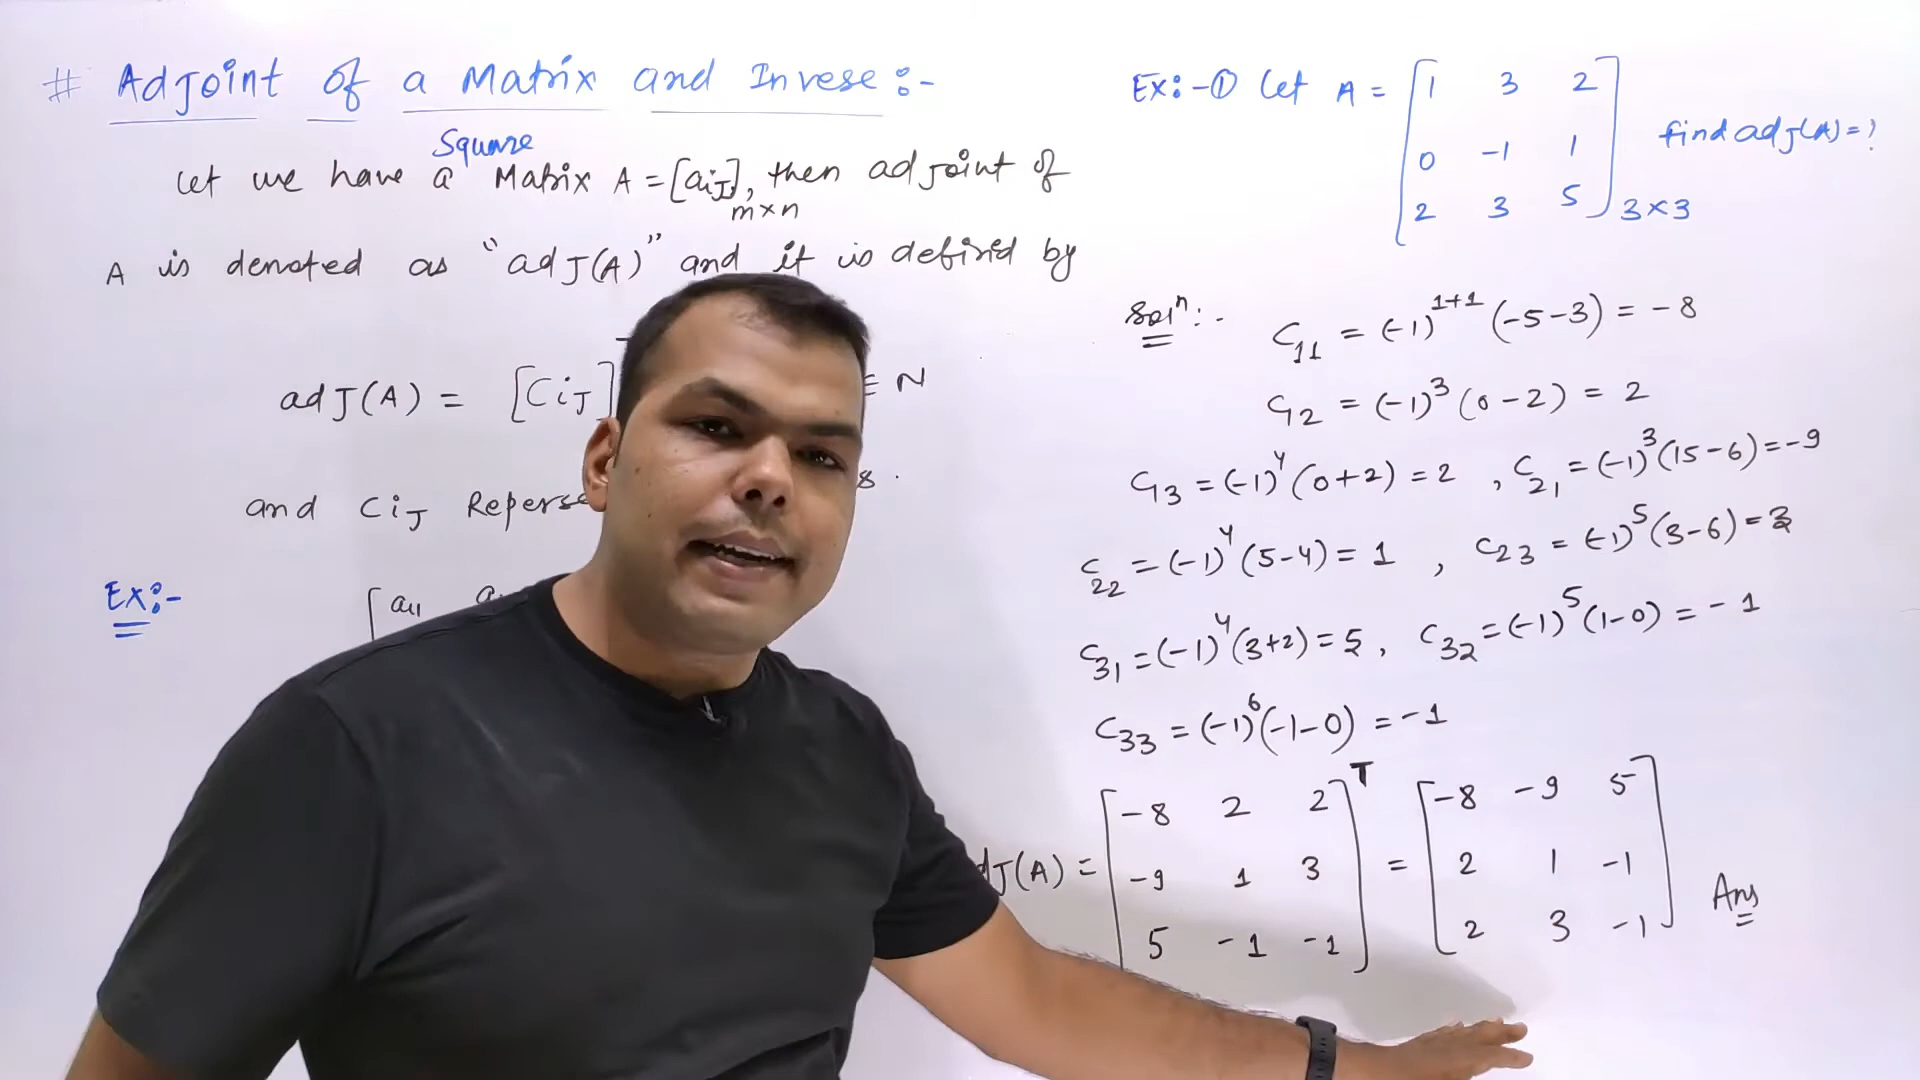 # Adjoint of a Matrix and Invese :-
Square
Let we have a Matrix A = [aij], then adjoint of
m×n
A is denoted as "adj(A)" and it is defined by
adj(A) = [Cij] ∈ N
and Cij
Ex:-
a11
Ex:-① Let A = [1 3 2
0 -1 1
2 3 5] 3×3
find adj(A)=?
Solⁿ:-
C11 = (-1)^1+1 (-5-3) = -8
C12 = (-1)^3 (0-2) = 2
C13 = (-1)^4 (0+2) = 2 , C21 = (-1)^3 (15-6) = -9
C22 = (-1)^4 (5-4) = 1 , C23 = (-1)^5 (3-6) = 3
C31 = (-1)^4 (3+2) = 5 , C32 = (-1)^5 (1-0) = -1
C33 = (-1)^6 (-1-0) = -1
dj(A) = [-8 2 2
-9 1 3
5 -1 -1]^T
= [-8 -9 5
2 1 -1
2 3 -1]
Ans